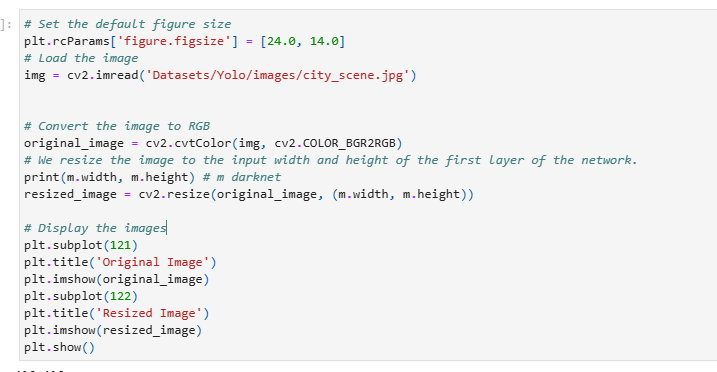 ]: # Set the default figure size
plt.rcParams['figure.figsize'] = [24.0, 14.0]
# Load the image
img = cv2.imread('Datasets/Yolo/images/city_scene.jpg')
# Convert the image to RGB
original_image = cv2.cvtColor(img, cv2.COLOR_BGR2RGB)
# We resize the image to the input width and height of the first layer of the network.
print(m.width, m.height) # m darknet
resized_image = cv2.resize(original_image, (m.width, m.height))
# Display the images
plt.subplot(121)
plt.title('Original Image')
plt.imshow(original_image)
plt.subplot(122)
plt.title('Resized Image')
plt.imshow(resized_image)
plt.show()